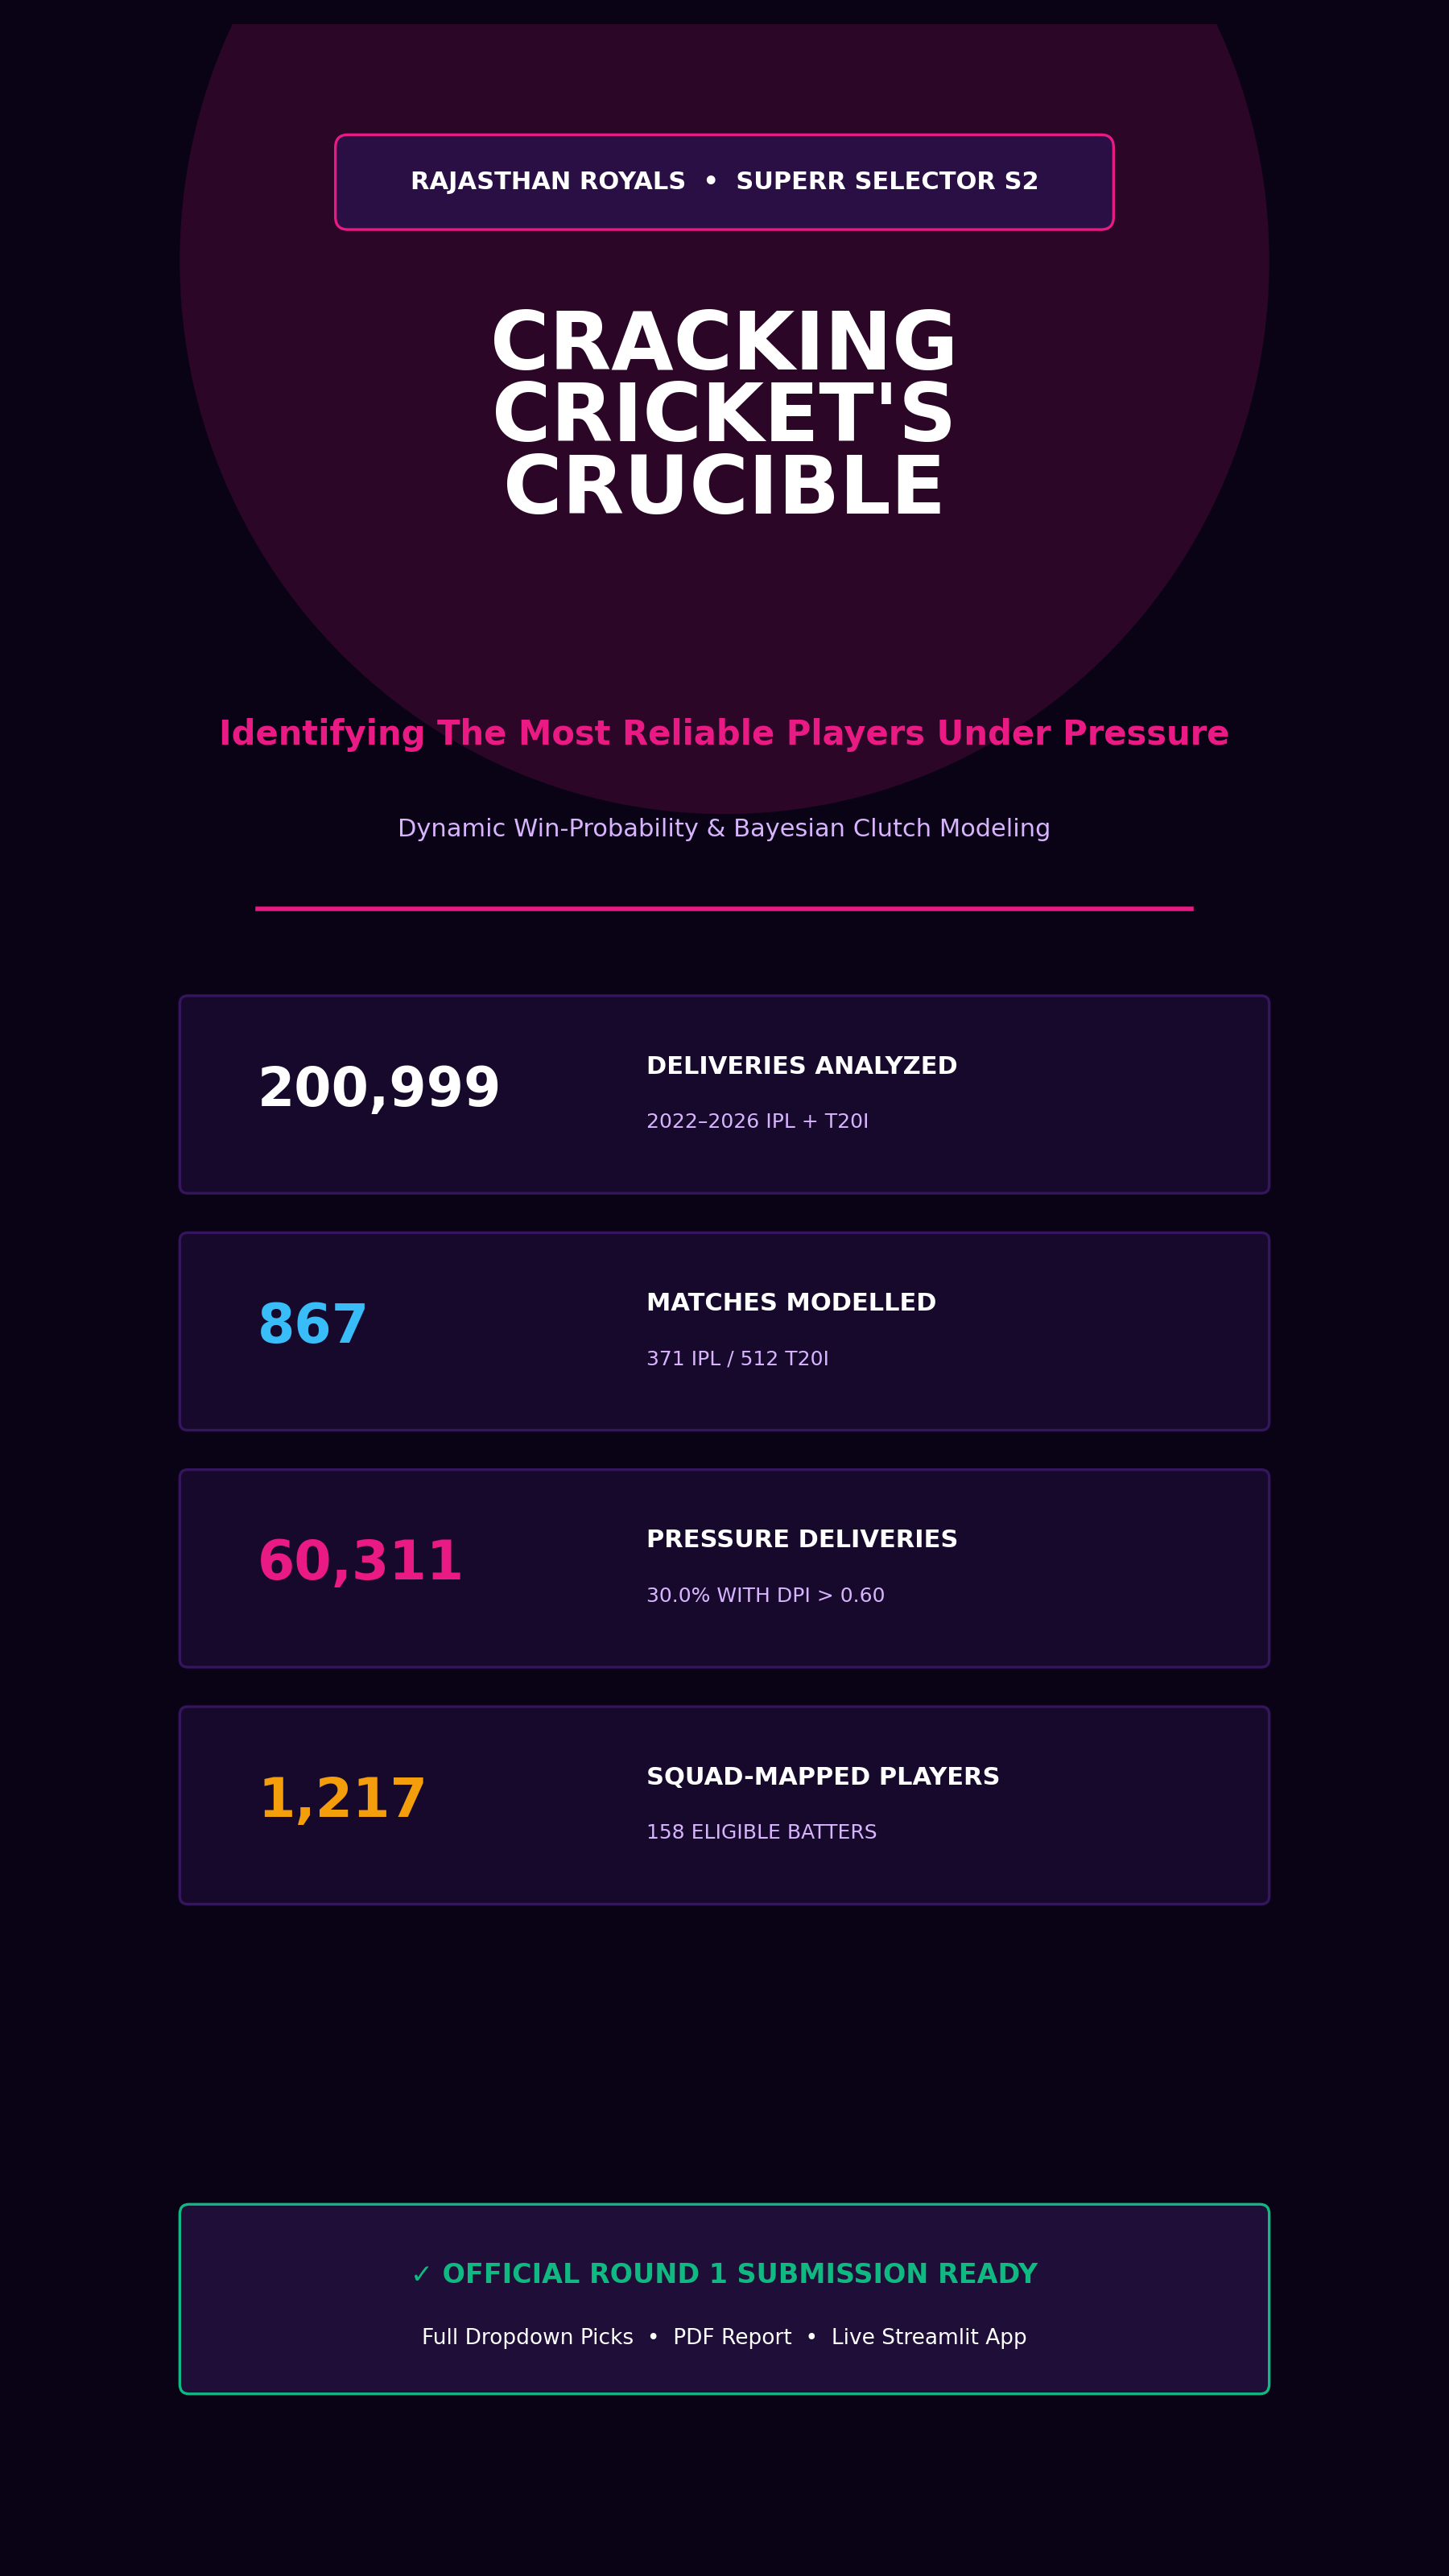 RAJASTHAN ROYALS • SUPERR SELECTOR S2
CRACKING
CRICKET'S
CRUCIBLE
Identifying The Most Reliable Players Under Pressure
Dynamic Win-Probability & Bayesian Clutch Modeling
200,999
DELIVERIES ANALYZED
2022–2026 IPL + T20I
867
MATCHES MODELLED
371 IPL / 512 T20I
60,311
PRESSURE DELIVERIES
30.0% WITH DPI > 0.60
1,217
SQUAD-MAPPED PLAYERS
158 ELIGIBLE BATTERS
✓ OFFICIAL ROUND 1 SUBMISSION READY
Full Dropdown Picks • PDF Report • Live Streamlit App